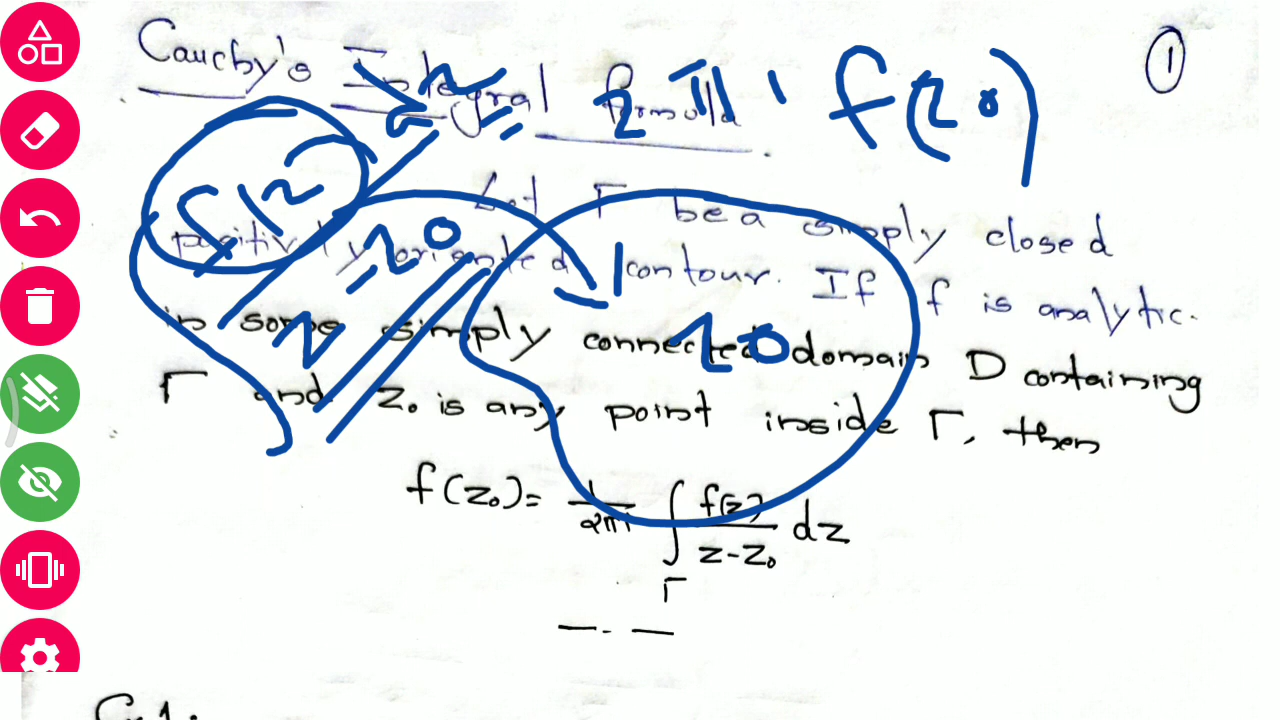 Cauchy's Integral formula
①
2πi f(z0)
Let Γ be a simply closed
positively oriented contour. If f is analytic.
in some simply connected domain D containing
Γ and z₀ is any point inside Γ, then
f(z₀) = 1/2πi ∫Γ f(z)/z-z₀ dz
f(z)
z-z0
z
z0
Ex1: